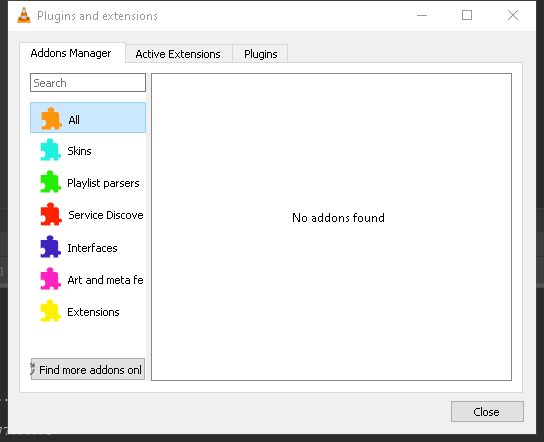 Plugins and extensions
Addons Manager
Active Extensions
Plugins
Search
All
Skins
Playlist parsers
Service Discove
Interfaces
Art and meta fe
Extensions
No addons found
Find more addons onl
Close